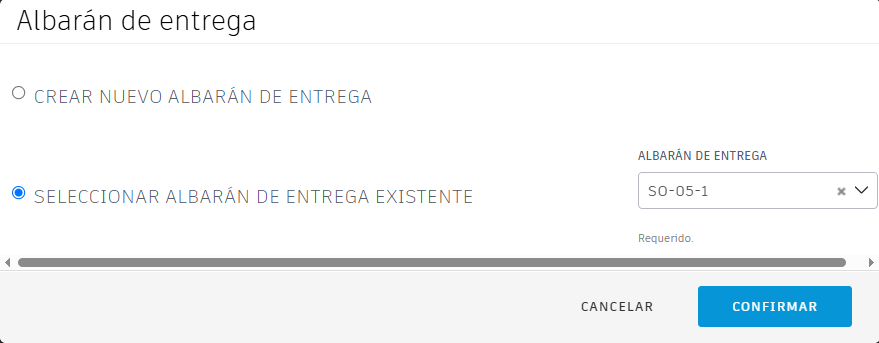 Albarán de entrega
CREAR NUEVO ALBARÁN DE ENTREGA
ALBARÁN DE ENTREGA
SELECCIONAR ALBARÁN DE ENTREGA EXISTENTE
SO-05-1
Requerido.
CANCELAR
CONFIRMAR